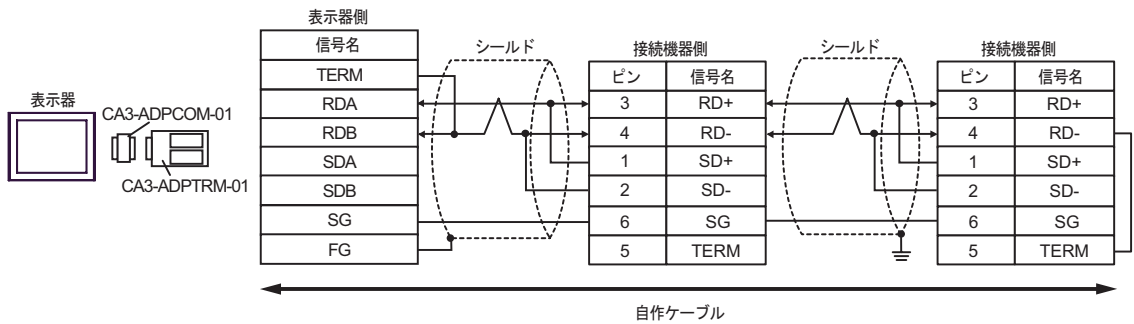 表示器
CA3-ADPCOM-01
CA3-ADPTRM-01
表示器側
信号名
TERM
RDA
RDB
SDA
SDB
SG
FG
シールド
接続機器側
ピン 信号名
3 RD+
4 RD-
1 SD+
2 SD-
6 SG
5 TERM
シールド
接続機器側
ピン 信号名
3 RD+
4 RD-
1 SD+
2 SD-
6 SG
5 TERM
自作ケーブル